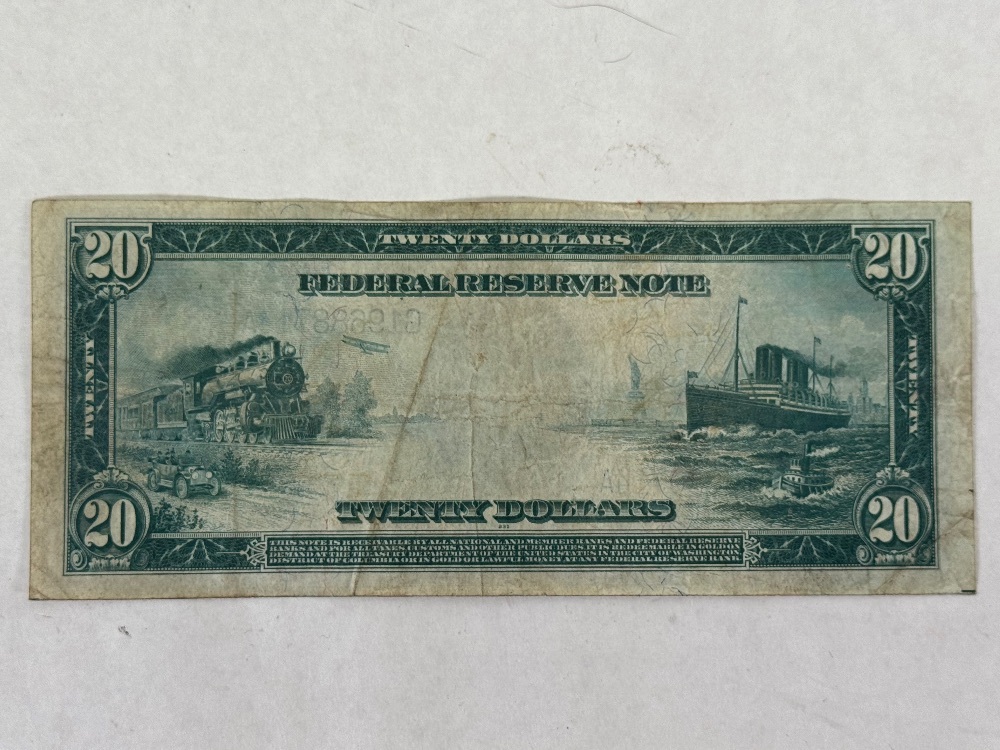 20 TWENTY DOLLARS 20
FEDERAL RESERVE NOTE
TWENTY
TWENTY
20 TWENTY DOLLARS 20
THIS NOTE IS RECEIVABLE BY ALL NATIONAL AND MEMBER BANKS AND FEDERAL RESERVE
BANKS AND FOR ALL TAXES, CUSTOMS AND OTHER PUBLIC DUES. IT IS REDEEMABLE IN GOLD ON
DEMAND AT THE TREASURY DEPARTMENT OF THE UNITED STATES IN THE CITY OF WASHINGTON,
DISTRICT OF COLUMBIA OR IN GOLD OR LAWFUL MONEY AT ANY FEDERAL RESERVE BANK.